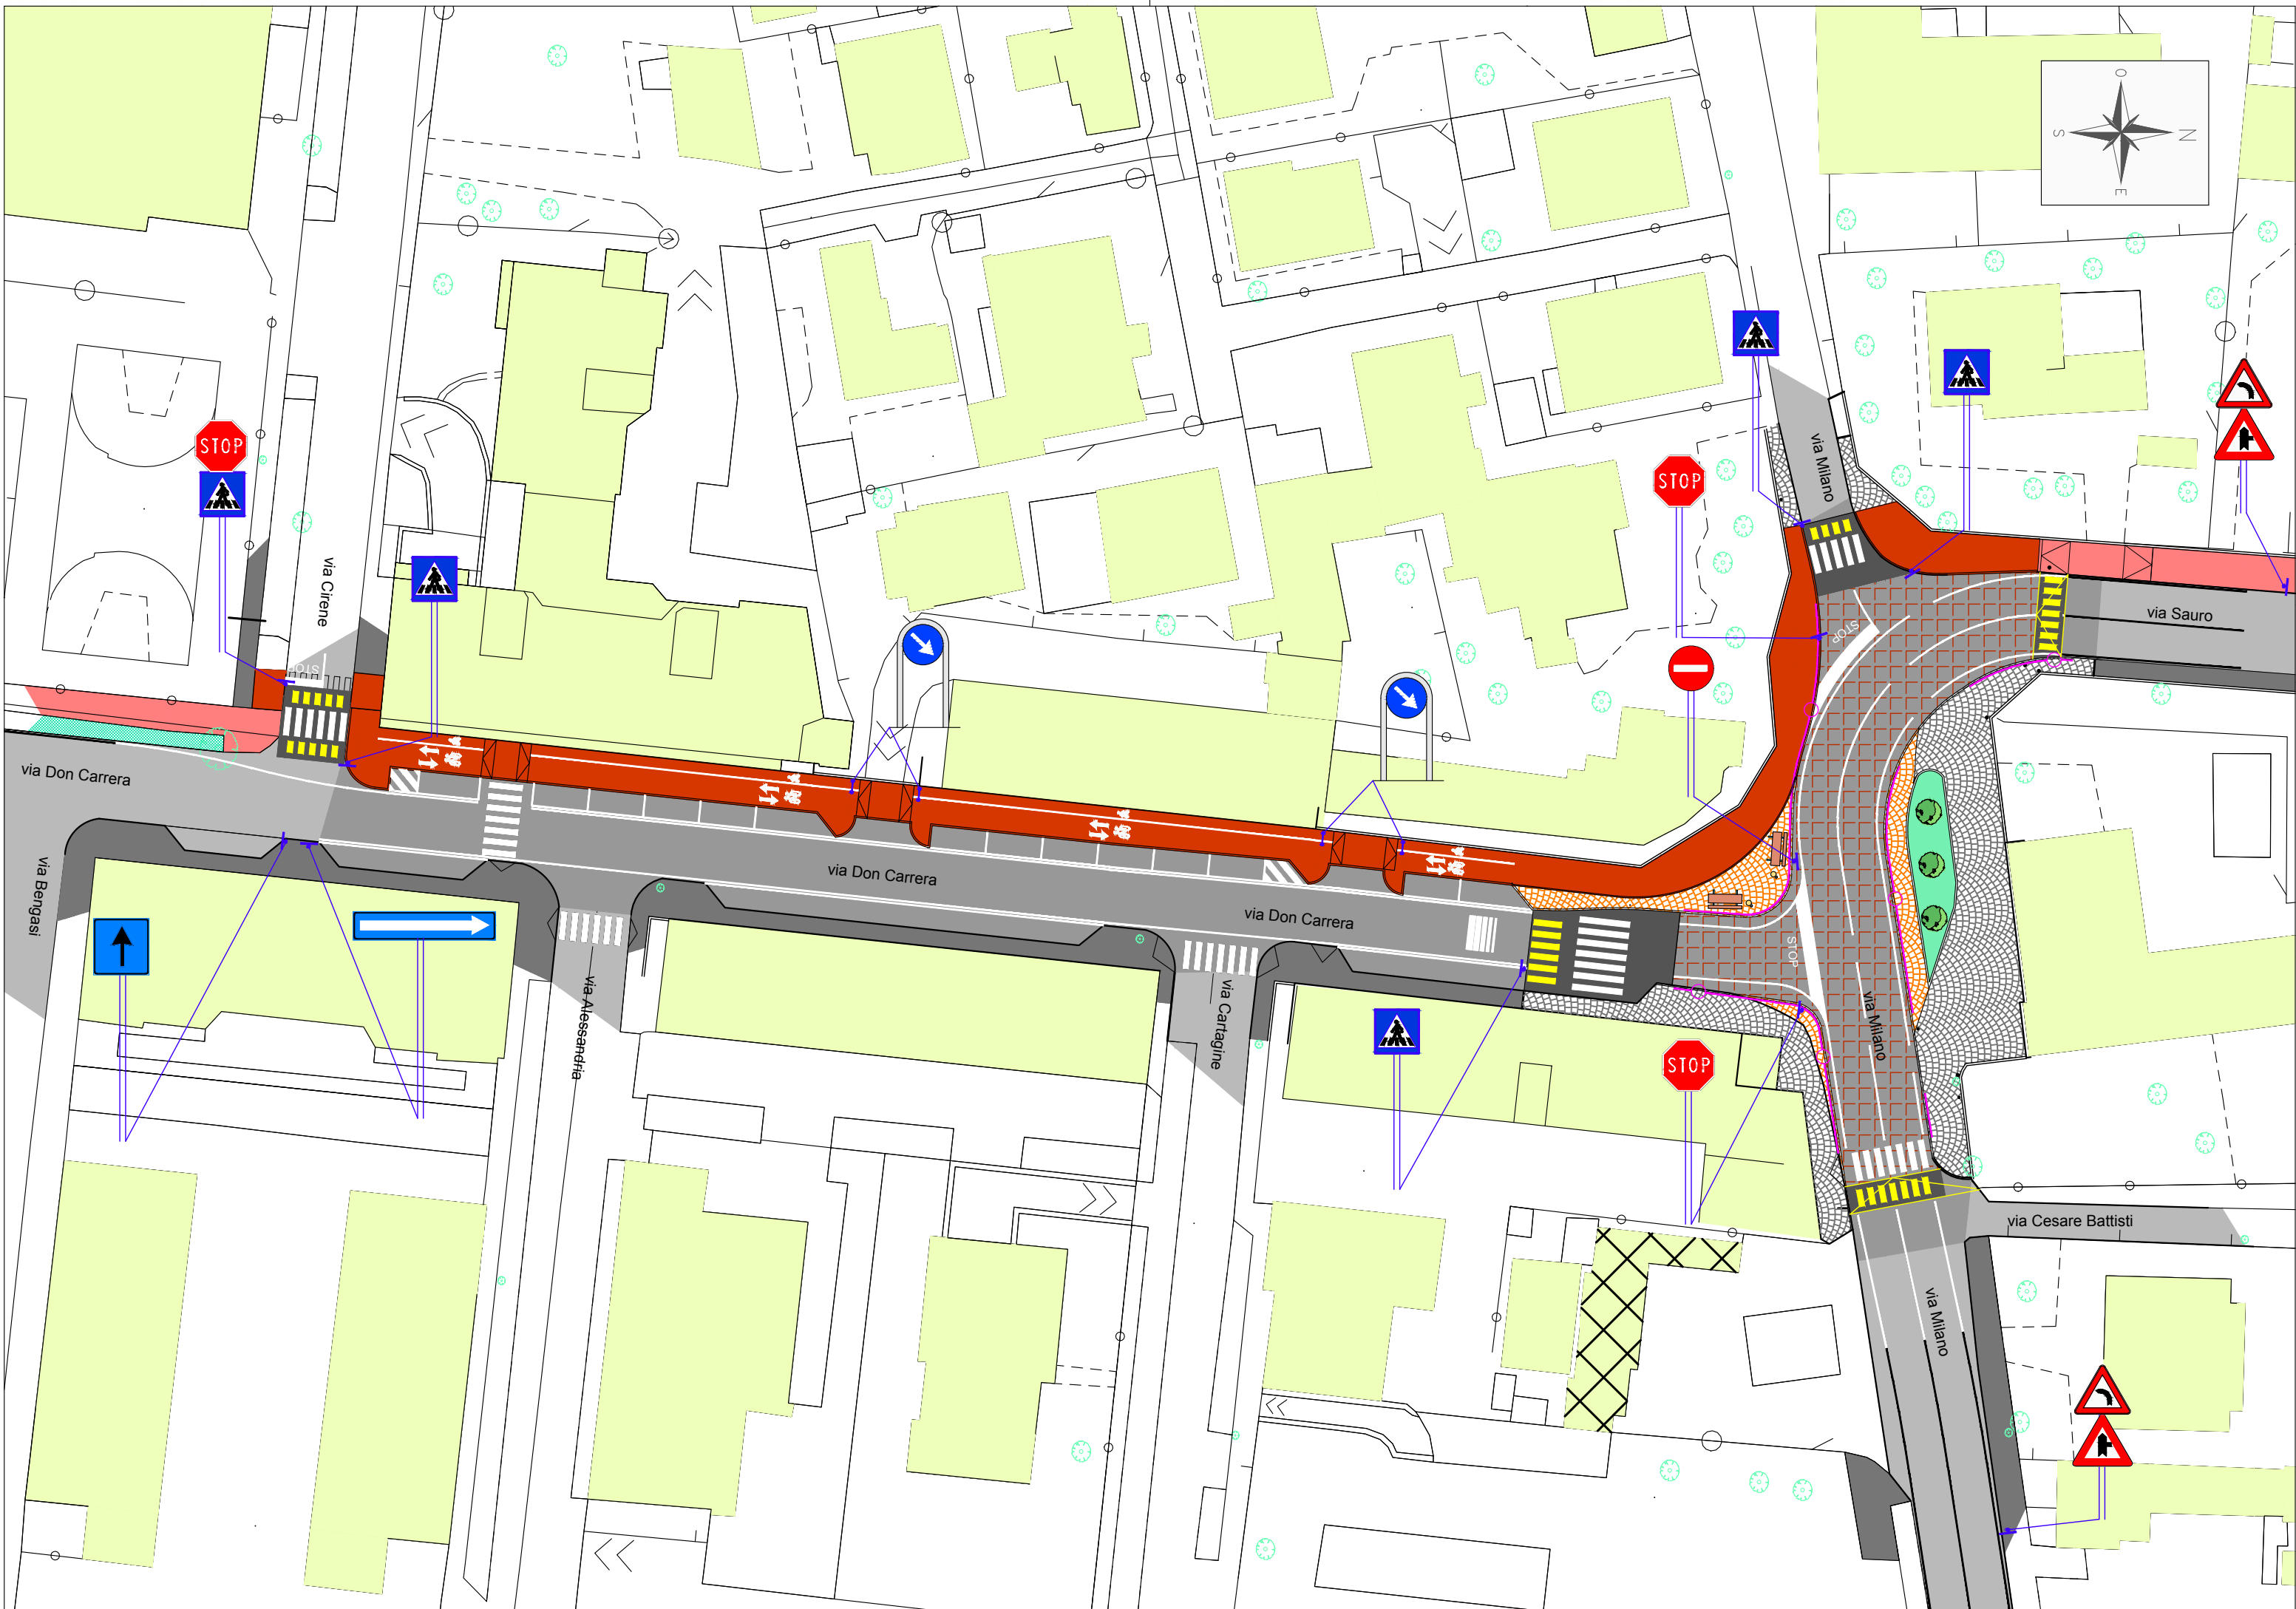 O
N
S
E
via Milano
STOP
STOP
STOP
via Sauro
via Cirene
STOP
via Don Carrera
via Don Carrera
via Don Carrera
via Bengasi
STOP
via Alessandria
via Cartagine
via Milano
STOP
via Cesare Battisti
via Milano